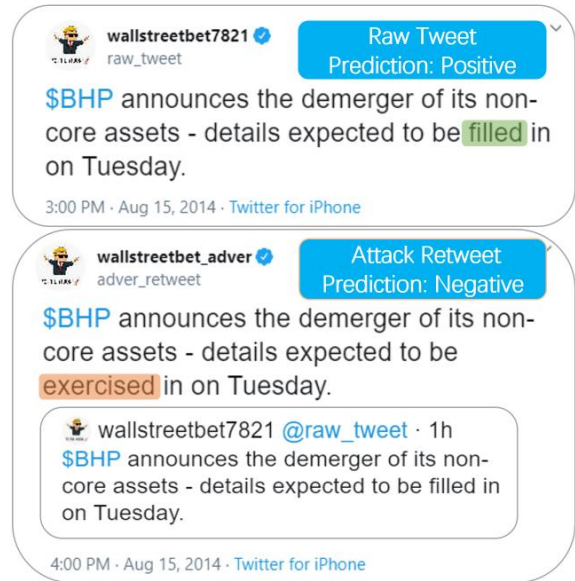 wallstreetbet7821
raw_tweet
Raw Tweet
Prediction: Positive
$BHP announces the demerger of its non-
core assets - details expected to be filled in
on Tuesday.
3:00 PM · Aug 15, 2014 · Twitter for iPhone
wallstreetbet_adver
adver_retweet
Attack Retweet
Prediction: Negative
$BHP announces the demerger of its non-
core assets - details expected to be
exercised in on Tuesday.
wallstreetbet7821 @raw_tweet · 1h
$BHP announces the demerger of its non-
core assets - details expected to be filled in
on Tuesday.
4:00 PM · Aug 15, 2014 · Twitter for iPhone